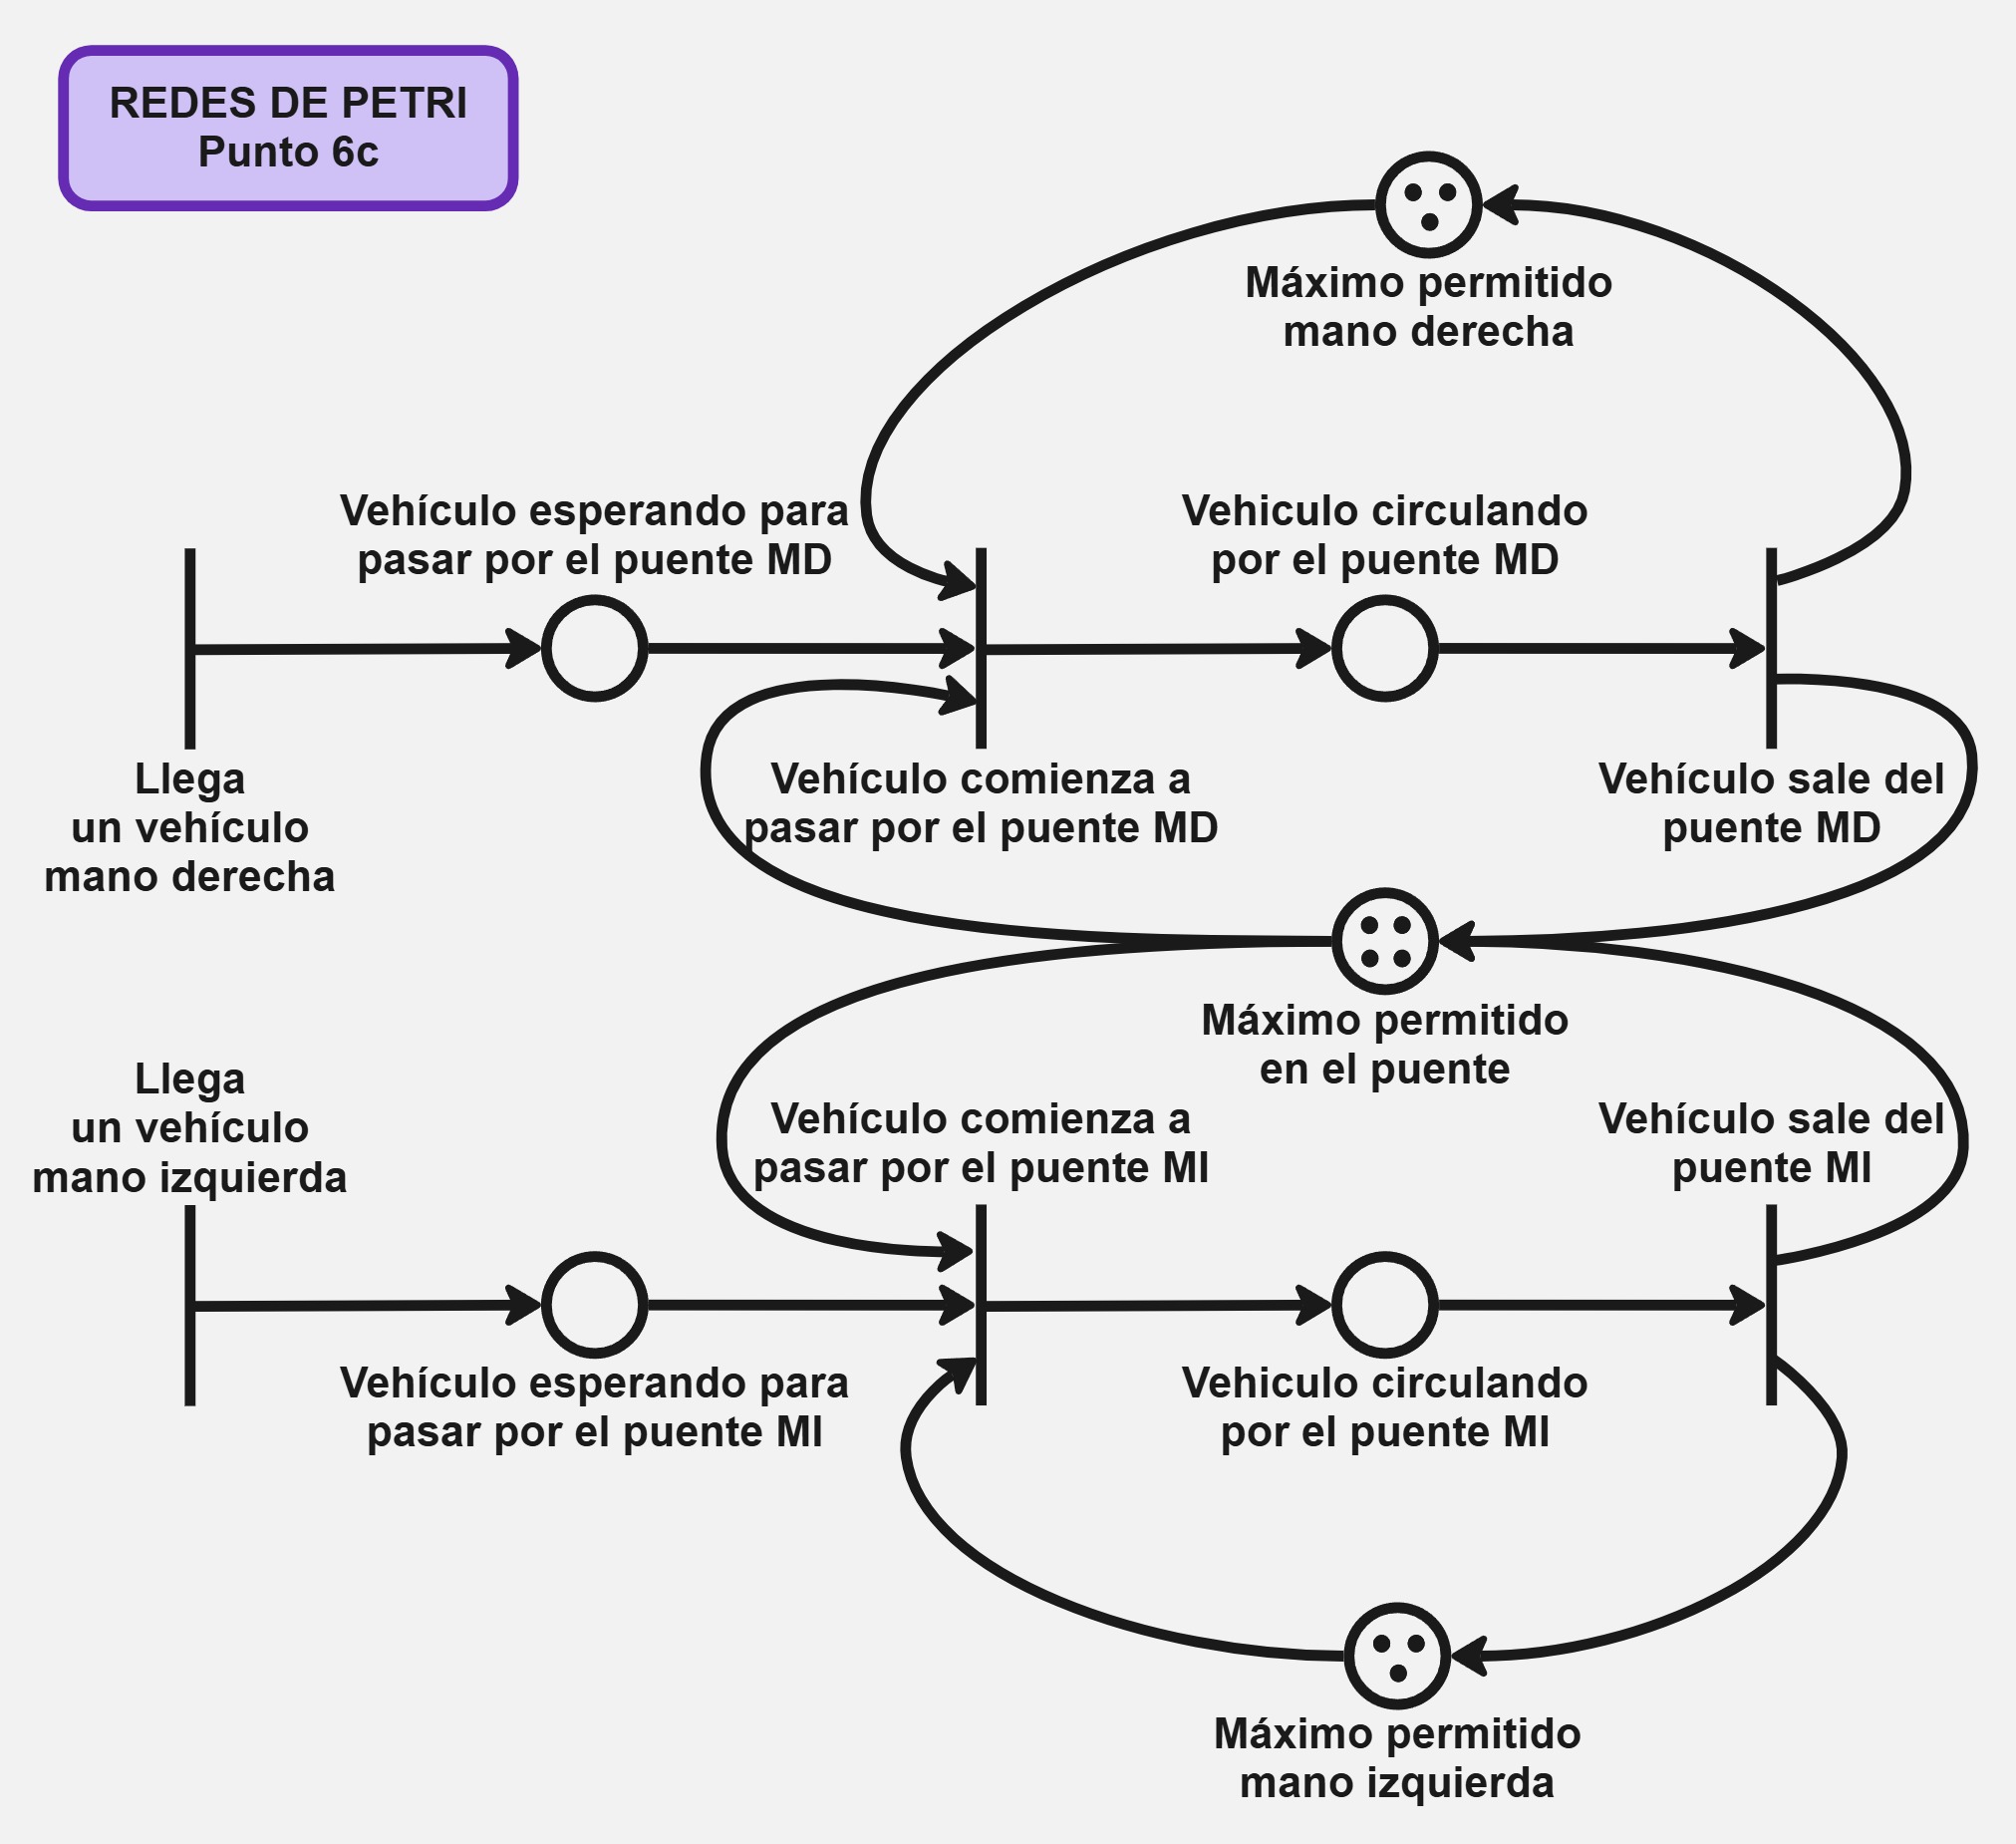 REDES DE PETRI
Punto 6c
Máximo permitido
mano derecha
Vehículo esperando para
pasar por el puente MD
Vehiculo circulando
por el puente MD
Llega
un vehículo
mano derecha
Vehículo comienza a
pasar por el puente MD
Vehículo sale del
puente MD
Máximo permitido
en el puente
Llega
un vehículo
mano izquierda
Vehículo comienza a
pasar por el puente MI
Vehículo sale del
puente MI
Vehículo esperando para
pasar por el puente MI
Vehiculo circulando
por el puente MI
Máximo permitido
mano izquierda